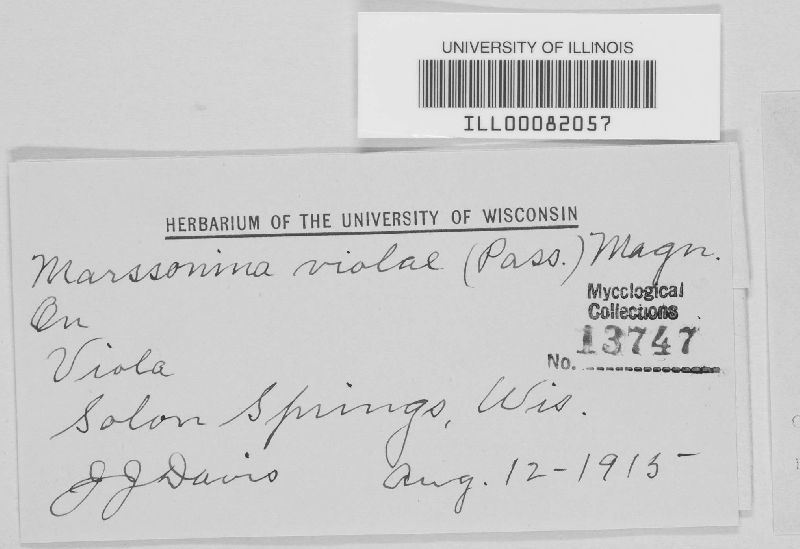 UNIVERSITY OF ILLINOIS
ILL00082057
HERBARIUM OF THE UNIVERSITY OF WISCONSIN
Marssonina violae (Pass.) Magn.
On
Mycological
Collections
No. 13747
Viola
Solon Springs, Wis.
J J Davis Aug. 12-1915